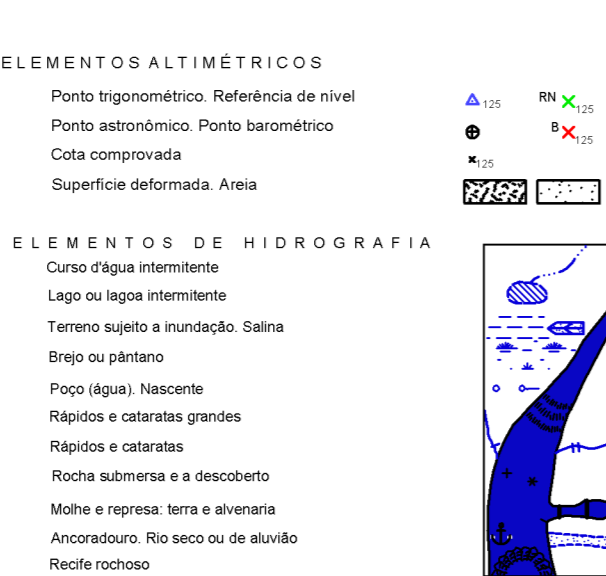 ELEMENTOS ALTIMÉTRICOS
Ponto trigonométrico. Referência de nível 125 RN 125
Ponto astronômico. Ponto barométrico B 125
Cota comprovada 125
Superfície deformada. Areia
ELEMENTOS DE HIDROGRAFIA
Curso d'água intermitente
Lago ou lagoa intermitente
Terreno sujeito a inundação. Salina
Brejo ou pântano
Poço (água). Nascente
Rápidos e cataratas grandes
Rápidos e cataratas
Rocha submersa e a descoberto
Molhe e represa: terra e alvenaria
Ancoradouro. Rio seco ou de aluvião
Recife rochoso